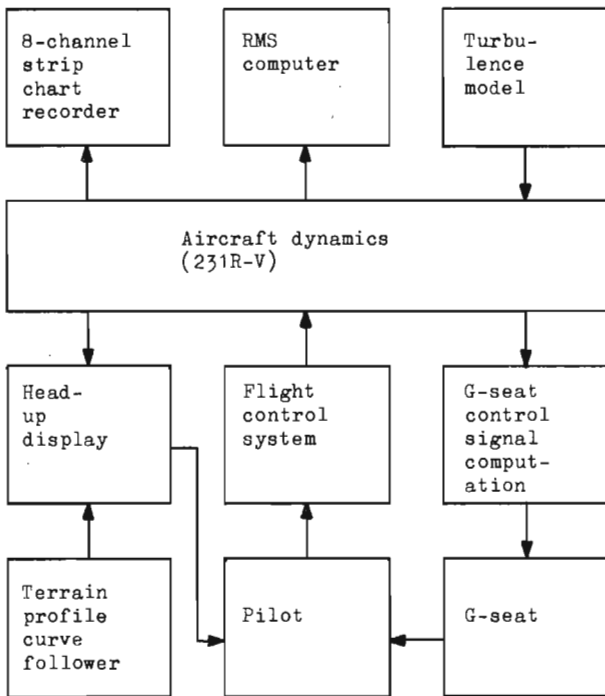 8-channel
strip
chart
recorder
RMS
computer
Turbu-
lence
model
Aircraft dynamics
(231R-V)
Head-
up
display
Flight
control
system
G-seat
control
signal
comput-
ation
Terrain
profile
curve
follower
Pilot
G-seat